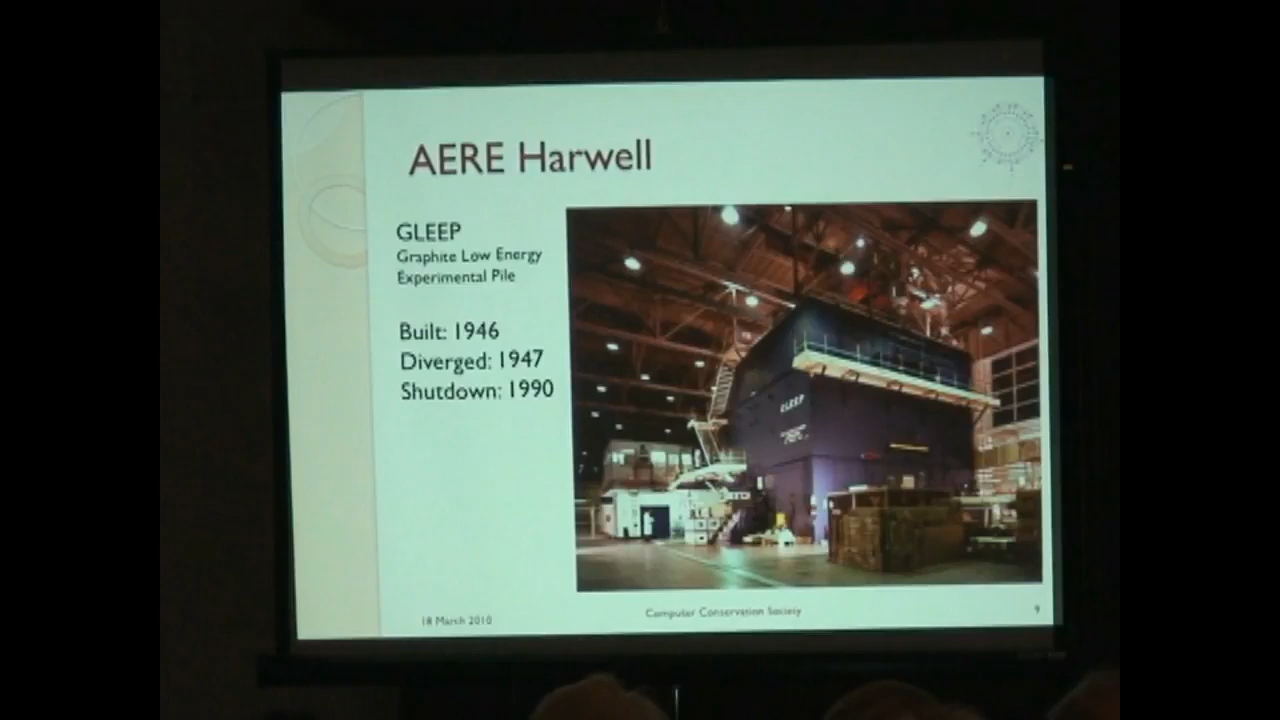 AERE Harwell
GLEEP
Graphite Low Energy
Experimental Pile
Built: 1946
Diverged: 1947
Shutdown: 1990
GLEEP
18 March 2010
Computer Conservation Society
9